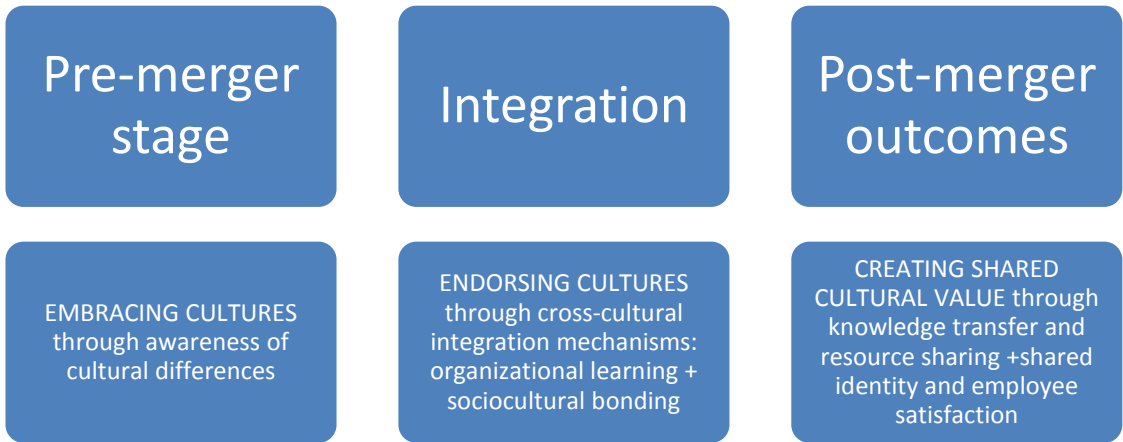 Pre-merger
stage
Integration
Post-merger
outcomes
EMBRACING CULTURES
through awareness of
cultural differences
ENDORSING CULTURES
through cross-cultural
integration mechanisms:
organizational learning +
sociocultural bonding
CREATING SHARED
CULTURAL VALUE through
knowledge transfer and
resource sharing +shared
identity and employee
satisfaction